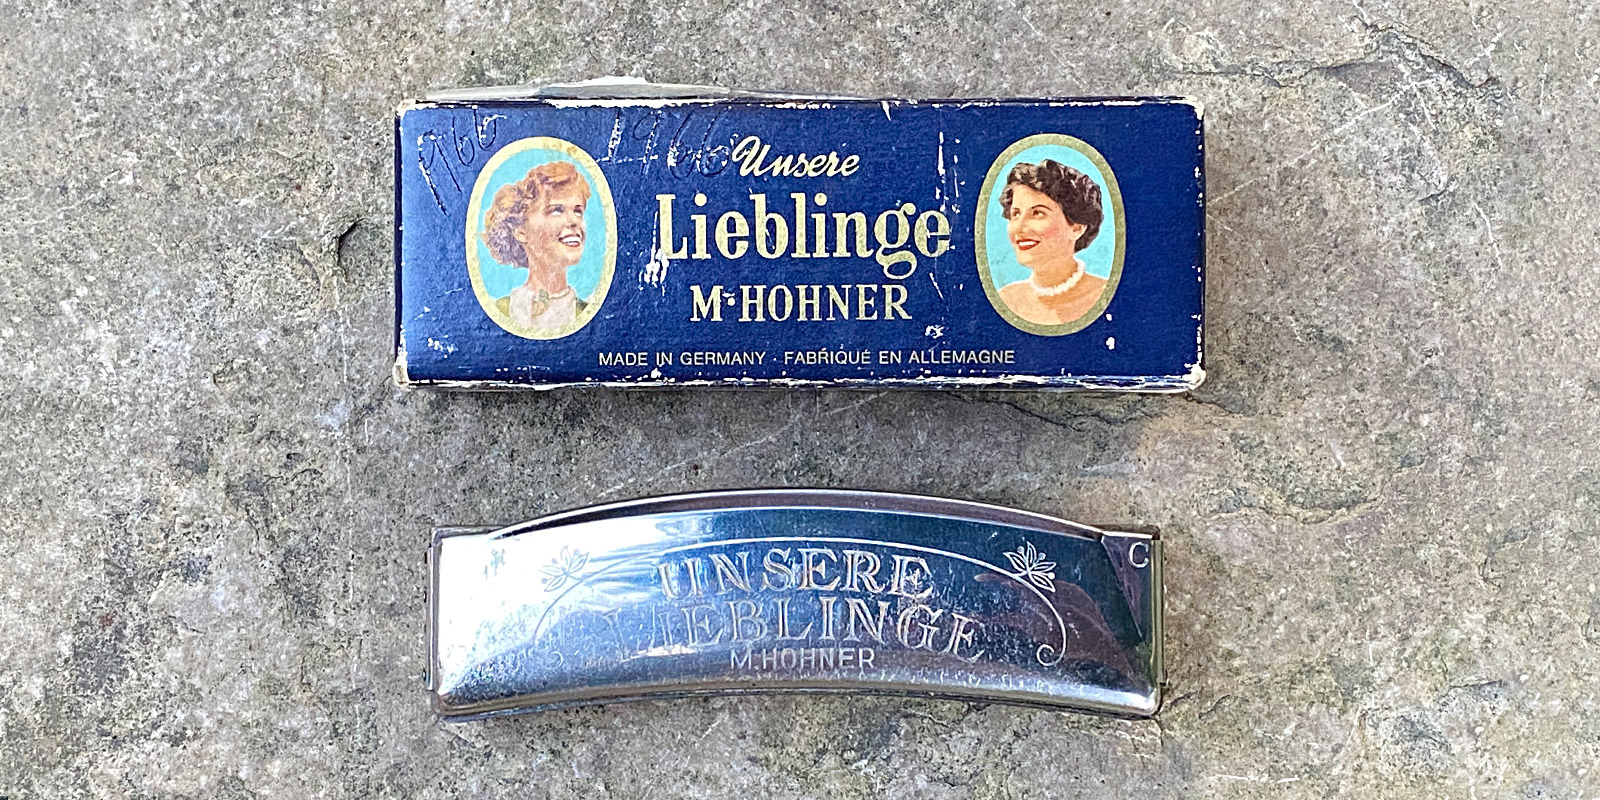 1966 1966
Unsere
Lieblinge
M·HOHNER
MADE IN GERMANY · FABRIQUÉ EN ALLEMAGNE
C
UNSERE
LIEBLINGE
M.HOHNER